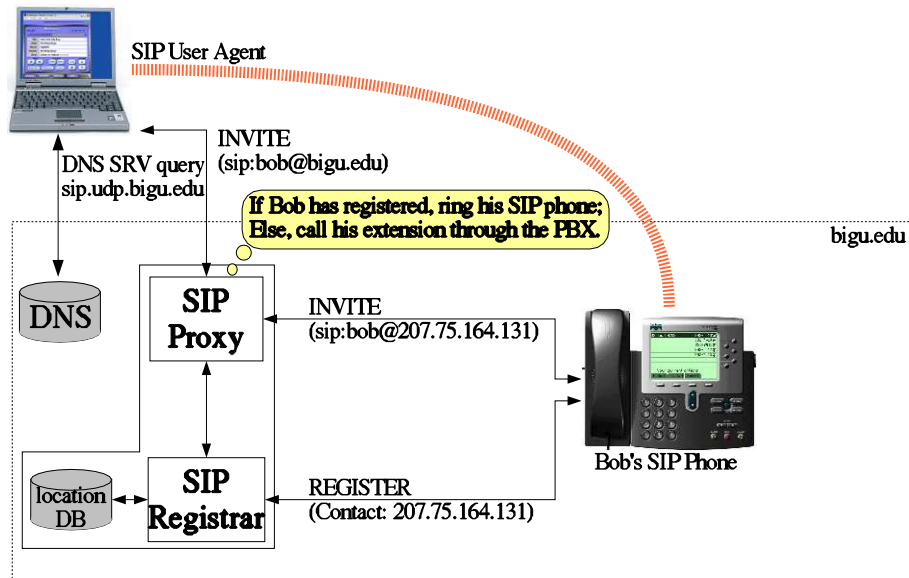 SIP User Agent
INVITE
(sip:bob@bigu.edu)
DNS SRV query
sip.udp.bigu.edu
If Bob has registered, ring his SIP phone;
Else, call his extension through the PBX.
bigu.edu
DNS
SIP
Proxy
INVITE
(sip:bob@207.75.164.131)
Bob's SIP Phone
location
DB
SIP
Registrar
REGISTER
(Contact: 207.75.164.131)